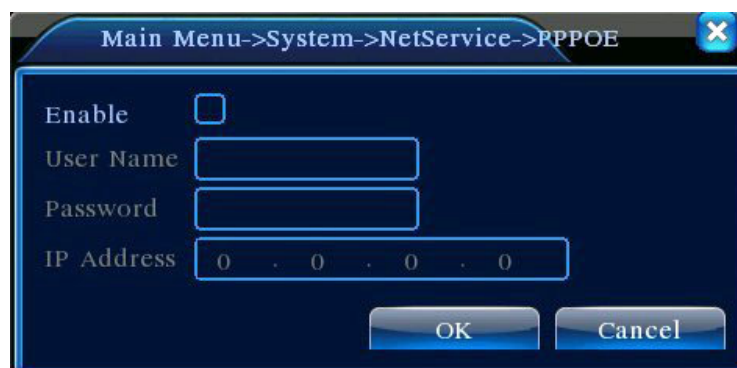 Main Menu->System->NetService->PPPOE
Enable
User Name
Password
IP Address 0 . 0 . 0 . 0
OK Cancel